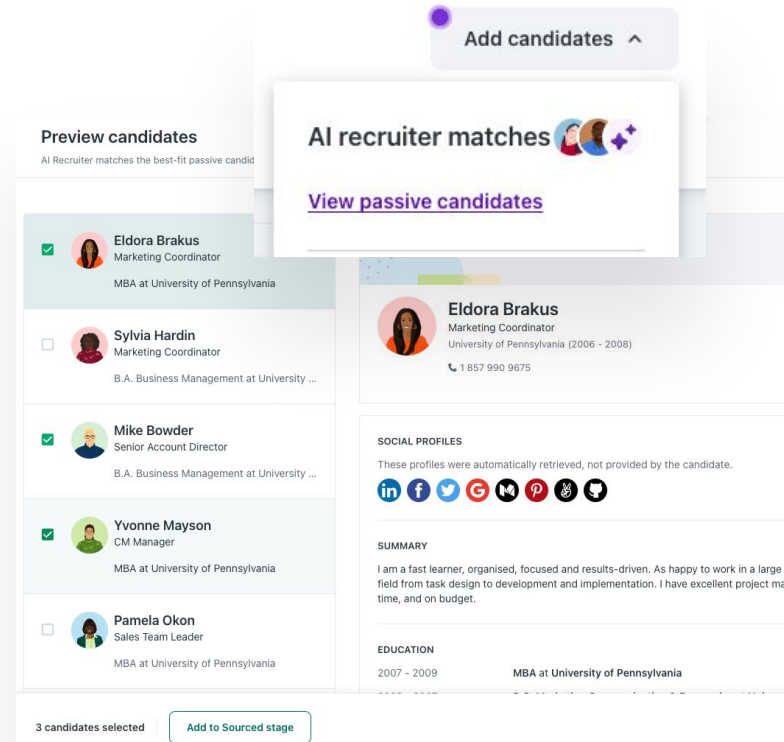 Add candidates
AI recruiter matches
View passive candidates
Preview candidates
AI Recruiter matches the best-fit passive
Eldora Brakus
Marketing Coordinator
MBA at University of Pennsylvania
Sylvia Hardin
Marketing Coordinator
B.A. Business Management at University ...
Mike Bowder
Senior Account Director
B.A. Business Management at University ...
Yvonne Mayson
CM Manager
MBA at University of Pennsylvania
Pamela Okon
Sales Team Leader
MBA at University of Pennsylvania
3 candidates selected
Add to Sourced stage
Eldora Brakus
Marketing Coordinator
University of Pennsylvania (2006 - 2008)
1 857 990 9675
SOCIAL PROFILES
These profiles were automatically retrieved, not provided by the candidate.
in f G M
SUMMARY
I am a fast learner, organised, focused and results-driven. As happy to work in a large
field from task design to development and implementation. I have excellent project
time, and on budget.
EDUCATION
2007 - 2009 MBA at University of Pennsylvania